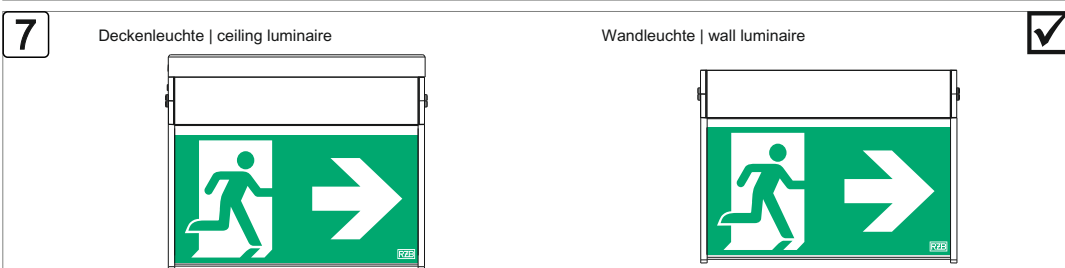 7
Deckenleuchte | ceiling luminaire
Wandleuchte | wall luminaire
RZB
RZB